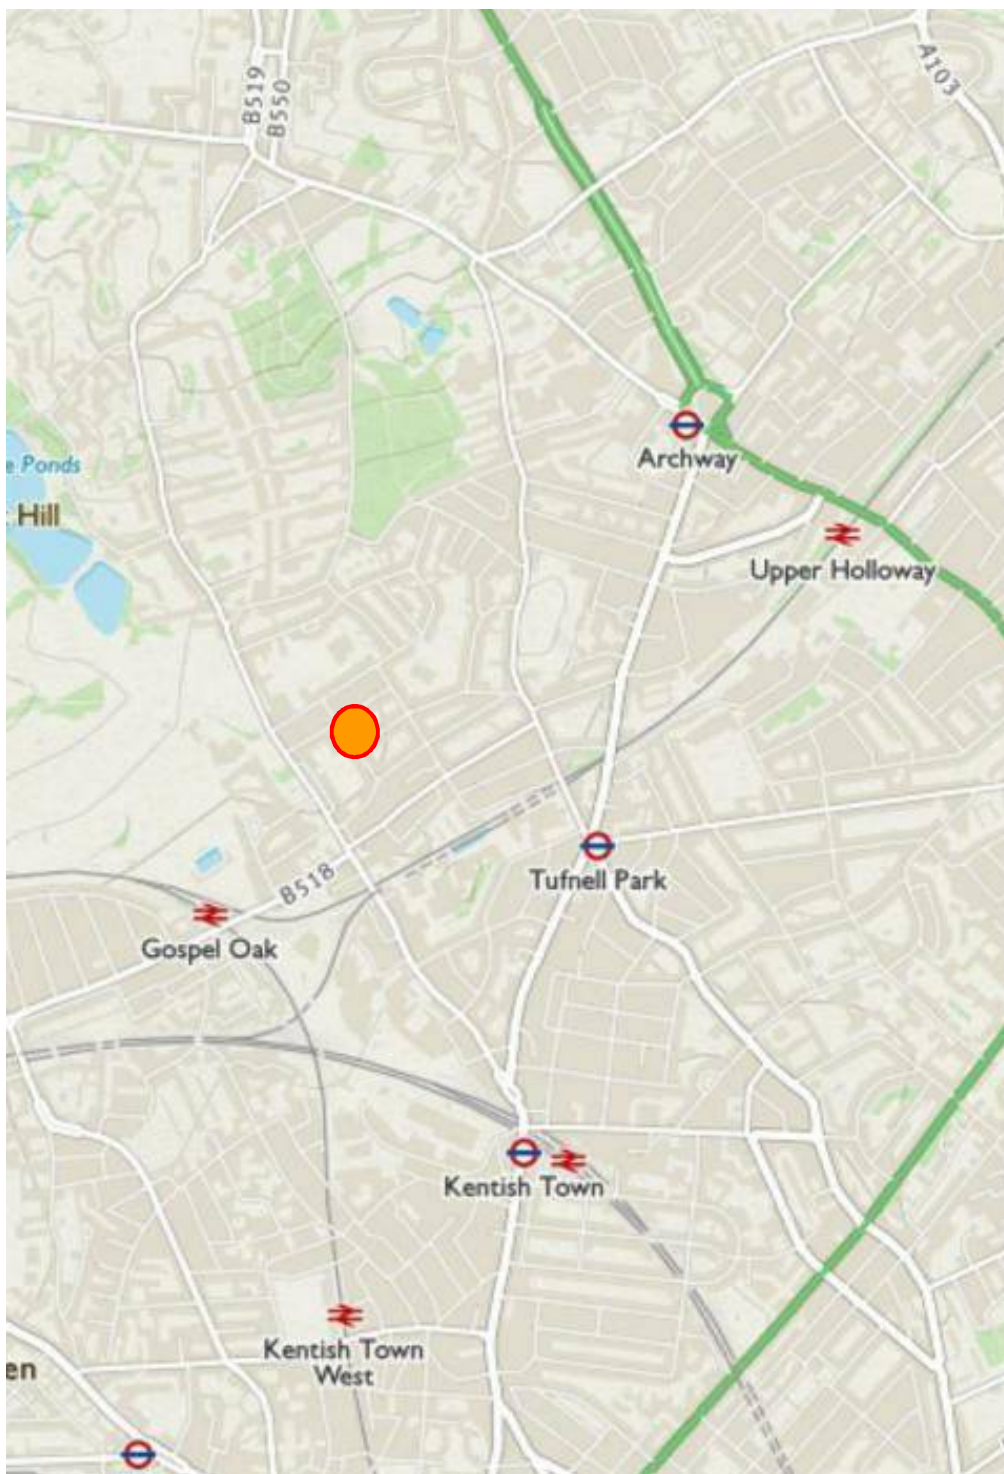 B519
B550
A103
e Ponds
Hill
Archway
Upper Holloway
Tufnell Park
B518
Gospel Oak
Kentish Town
Kentish Town
West
en